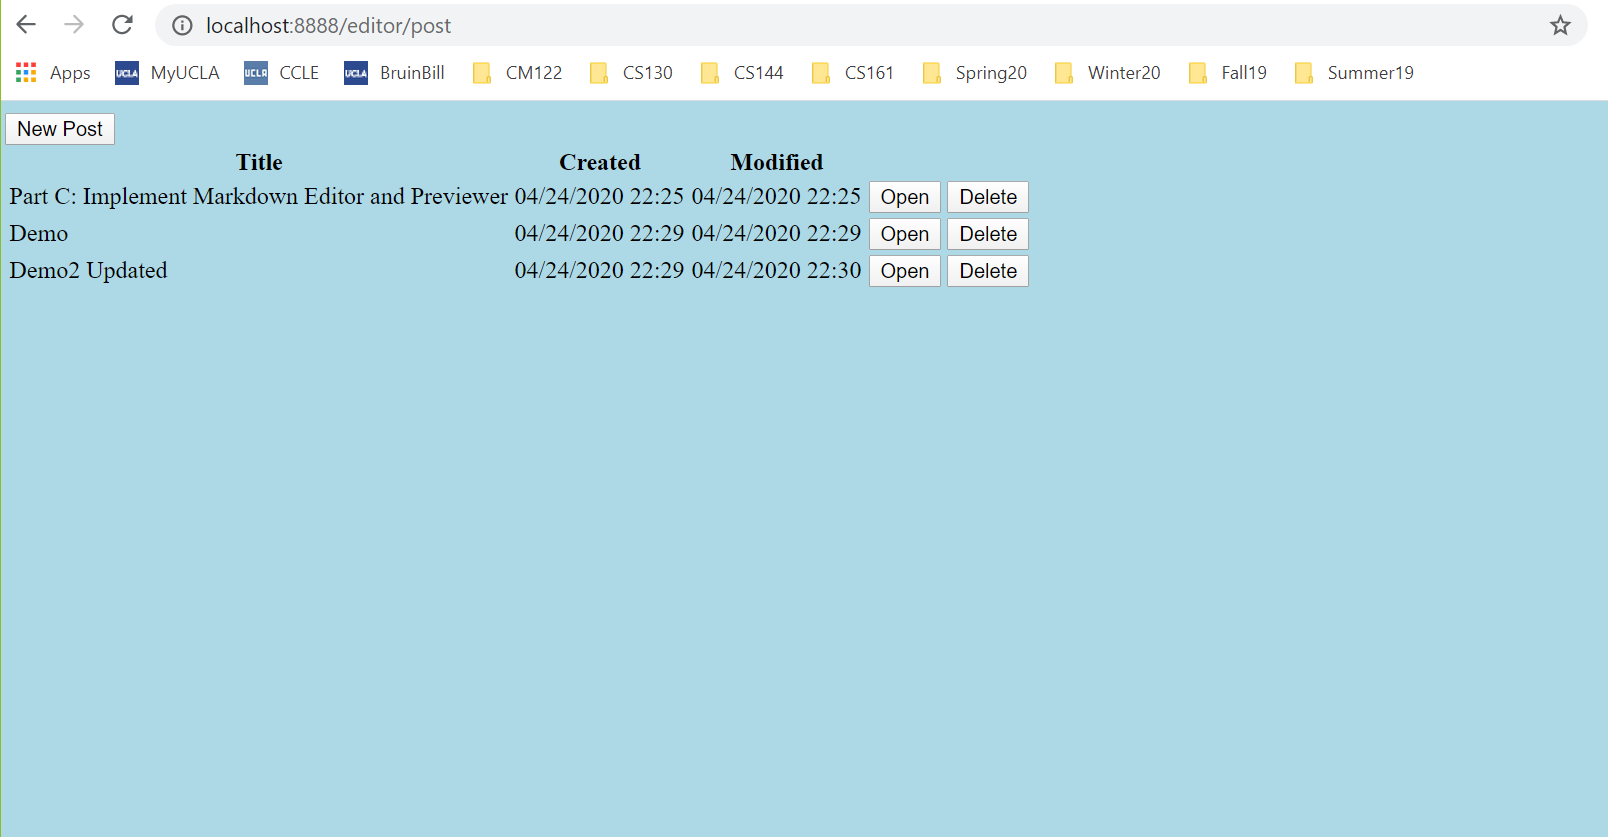 localhost:8888/editor/post
Apps UCLA MyUCLA UCLA CCLE UCLA BruinBill CM122 CS130 CS144 CS161 Spring20 Winter20 Fall19 Summer19
New Post
Title Created Modified
Part C: Implement Markdown Editor and Previewer 04/24/2020 22:25 04/24/2020 22:25 Open Delete
Demo 04/24/2020 22:29 04/24/2020 22:29 Open Delete
Demo2 Updated 04/24/2020 22:29 04/24/2020 22:30 Open Delete